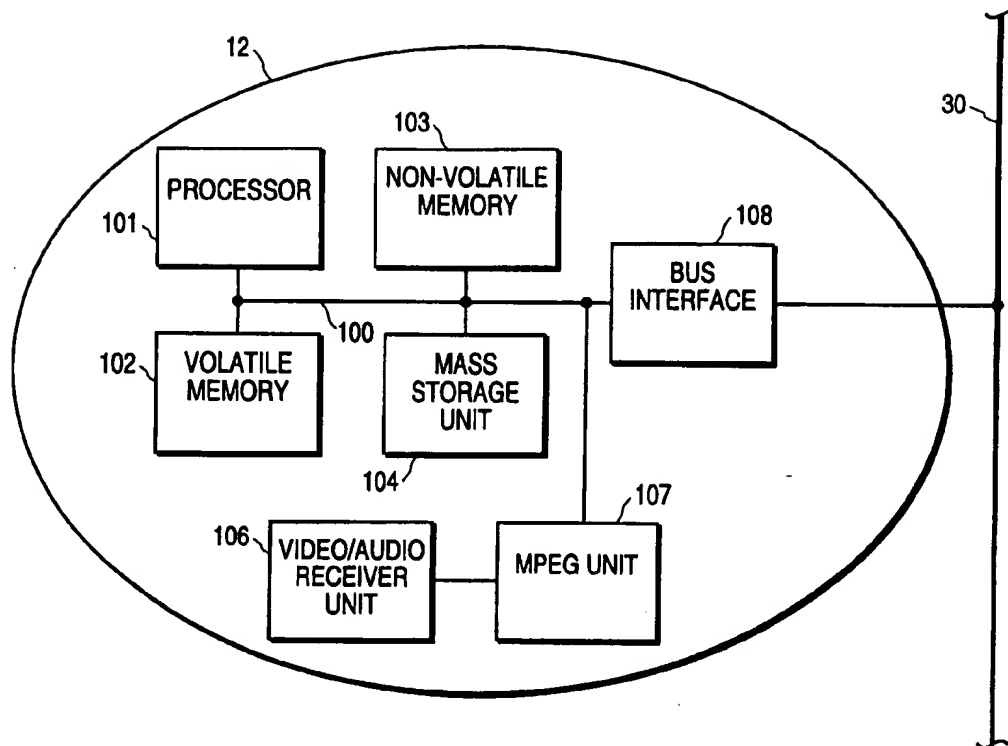 12
30
103
PROCESSOR
NON-VOLATILE
MEMORY
101
108
BUS
INTERFACE
100
102
VOLATILE
MEMORY
MASS
STORAGE
UNIT
104
107
106
VIDEO/AUDIO
RECEIVER
UNIT
MPEG UNIT